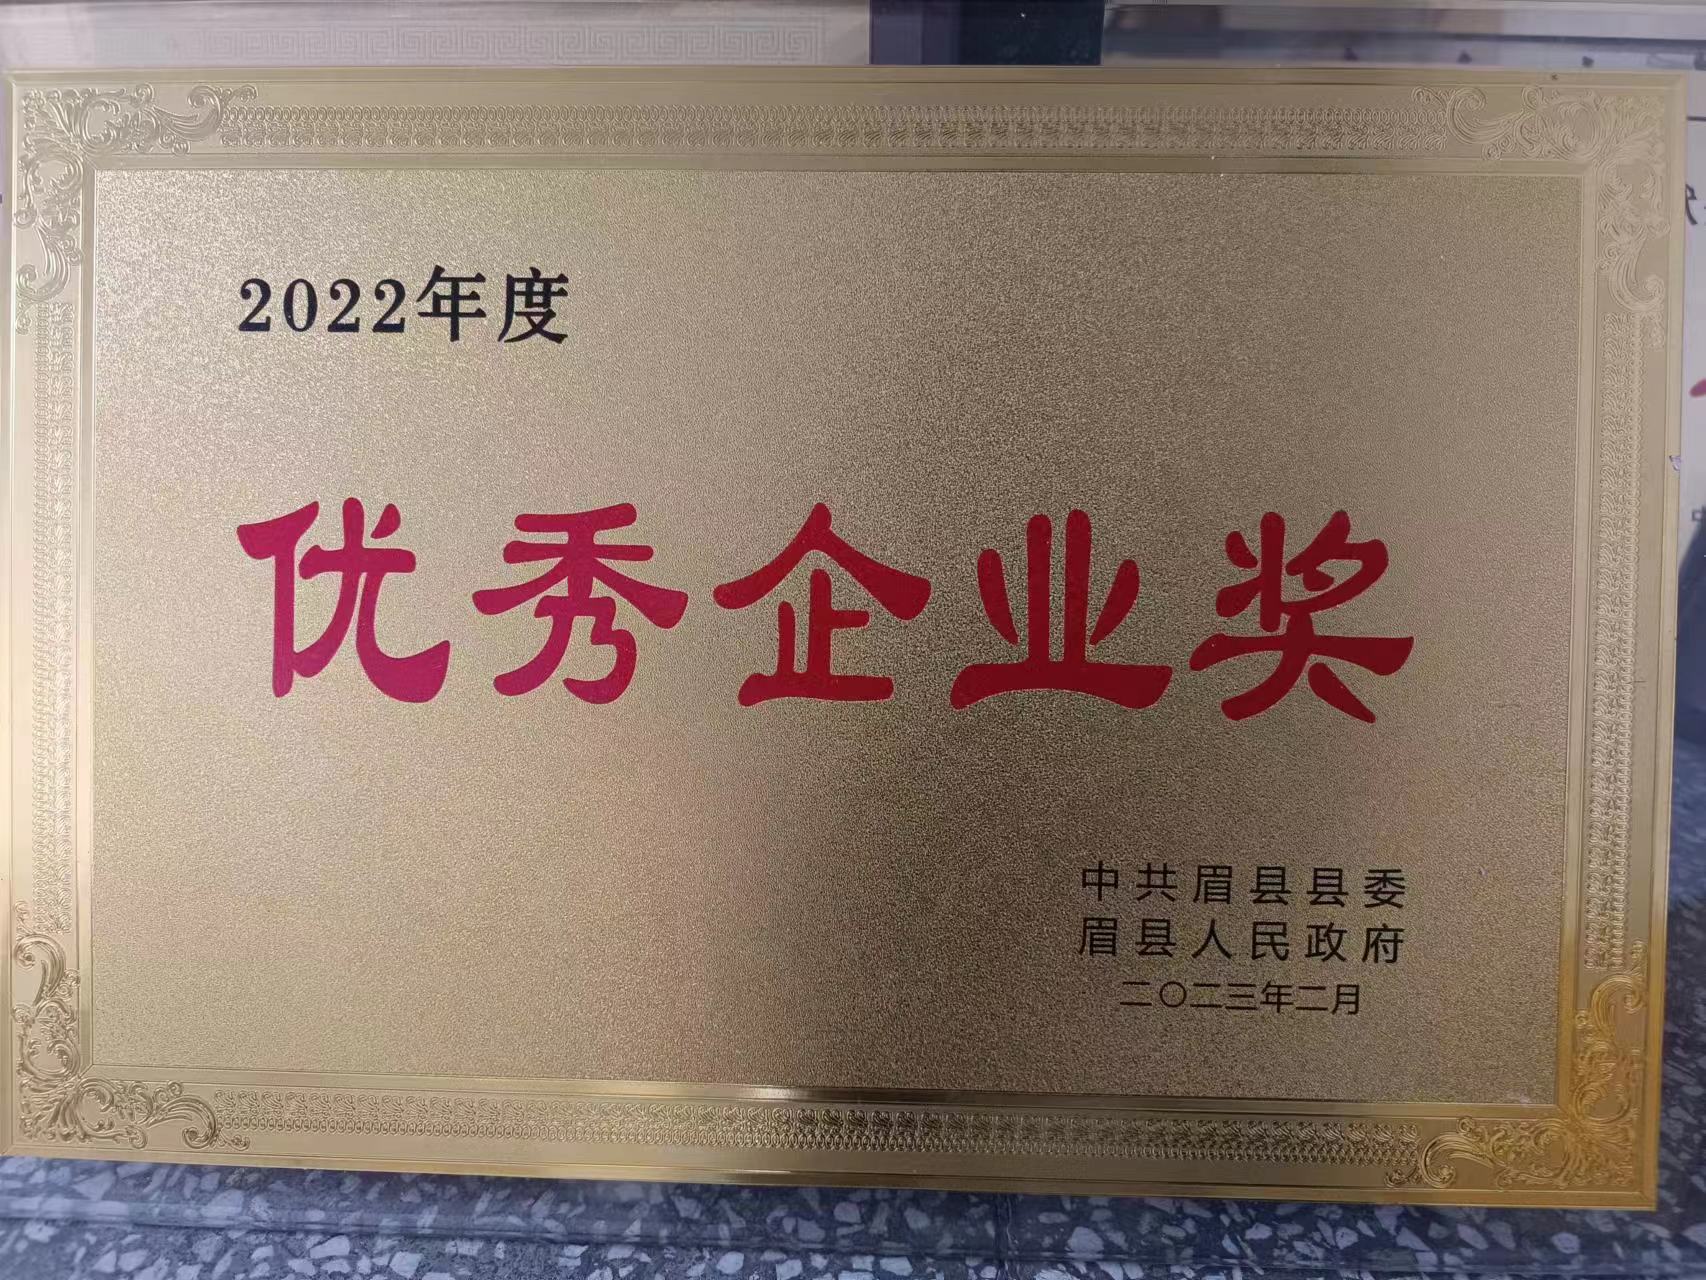 2022年度
优秀企业奖
中共眉县县委
眉县人民政府
二〇二三年二月